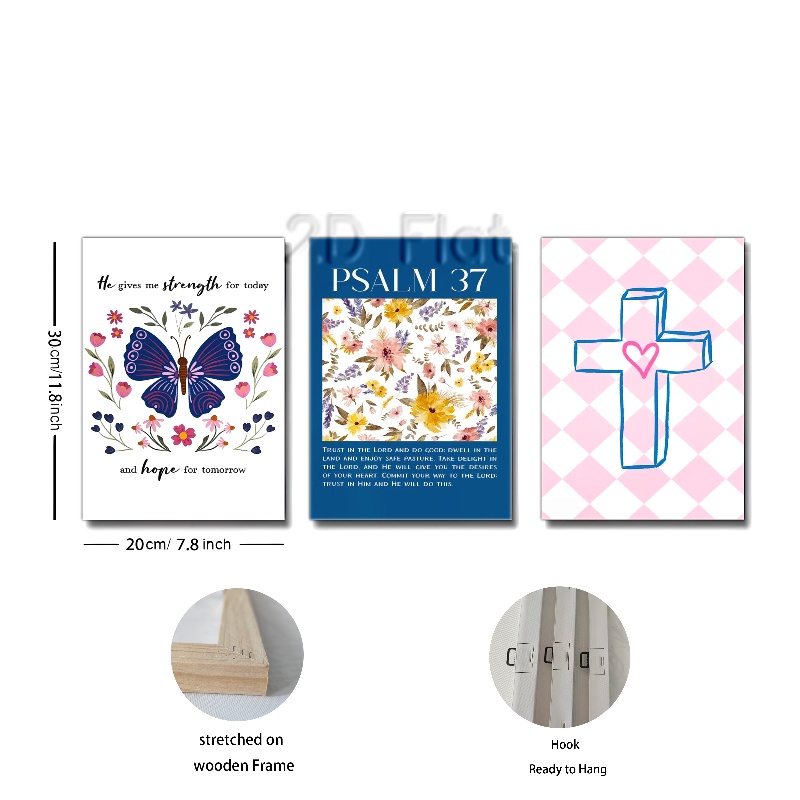 2D Flat
He gives me strength for today
and hope for tomorrow
PSALM 37
TRUST IN THE LORD AND DO GOOD; DWELL IN THE
LAND AND ENJOY SAFE PASTURE. TAKE DELIGHT IN
THE LORD, AND HE WILL GIVE YOU THE DESIRES
OF YOUR HEART. COMMIT YOUR WAY TO THE LORD;
TRUST IN HIM AND HE WILL DO THIS.
30cm/11.8inch
20cm/ 7.8 inch
stretched on
wooden Frame
Hook
Ready to Hang